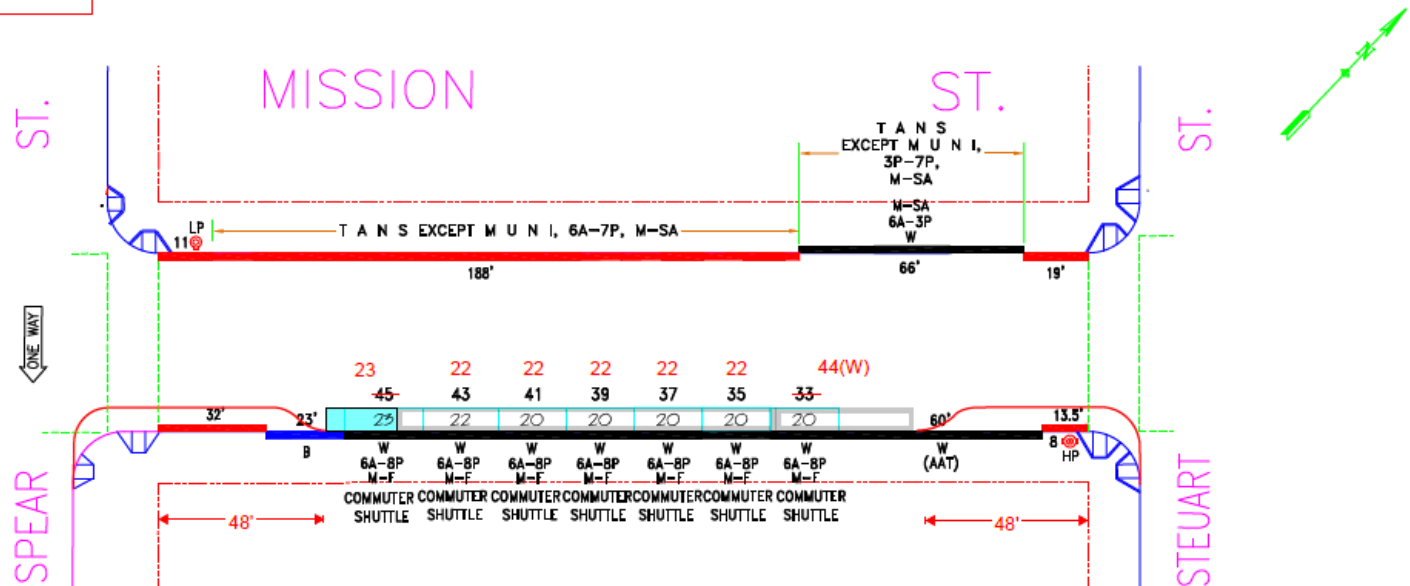 MISSION ST.
ST.
ST.
N
T A N S
EXCEPT M U N I,
3P-7P,
M-SA
M-SA
6A-3P
W
LP
11
T A N S EXCEPT M U N I, 6A-7P, M-SA
188'
66'
19'
ONE WAY
23 22 22 22 22 22 44(W)
45 43 41 39 37 35 33
32' 23' 23 22 20 20 20 20 20 60' 13.5'
B W W W W W W W W 8
6A-8P 6A-8P 6A-8P 6A-8P 6A-8P 6A-8P 6A-8P (AAT) HP
M-F M-F M-F M-F M-F M-F M-F
COMMUTER COMMUTER COMMUTER COMMUTER COMMUTER COMMUTER COMMUTER
SHUTTLE SHUTTLE SHUTTLE SHUTTLE SHUTTLE SHUTTLE SHUTTLE
48' 48'
SPEAR
STEUART